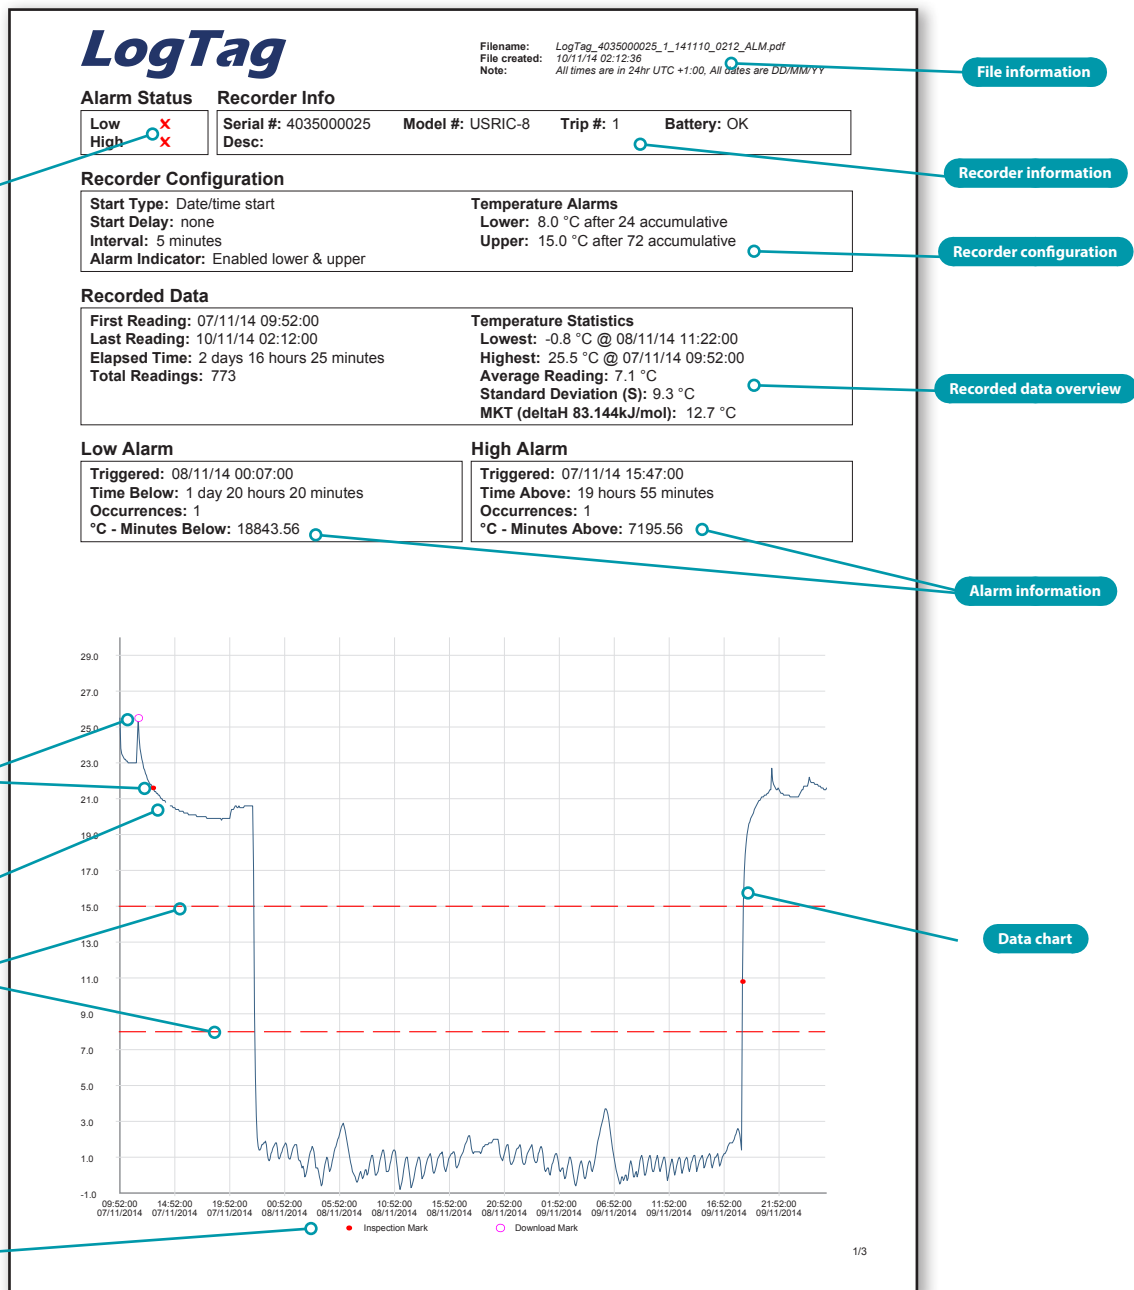 LogTag
Filename: LogTag_4035000025_1_141110_0212_ALM.pdf
File created: 10/11/14 02:12:36
Note: All times are in 24hr UTC +1:00, All dates are DD/MM/YY
File information
Alarm Status
Low X
High X
Recorder Info
Serial #: 4035000025 Model #: USRIC-8 Trip #: 1 Battery: OK
Desc:
Recorder information
Recorder Configuration
Start Type: Date/time start
Start Delay: none
Interval: 5 minutes
Alarm Indicator: Enabled lower & upper
Temperature Alarms
Lower: 8.0 °C after 24 accumulative
Upper: 15.0 °C after 72 accumulative
Recorder configuration
Recorded Data
First Reading: 07/11/14 09:52:00
Last Reading: 10/11/14 02:12:00
Elapsed Time: 2 days 16 hours 25 minutes
Total Readings: 773
Temperature Statistics
Lowest: -0.8 °C @ 08/11/14 11:22:00
Highest: 25.5 °C @ 07/11/14 09:52:00
Average Reading: 7.1 °C
Standard Deviation (S): 9.3 °C
MKT (deltaH 83.144kJ/mol): 12.7 °C
Recorded data overview
Low Alarm
Triggered: 08/11/14 00:07:00
Time Below: 1 day 20 hours 20 minutes
Occurrences: 1
°C - Minutes Below: 18843.56
High Alarm
Triggered: 07/11/14 15:47:00
Time Above: 19 hours 55 minutes
Occurrences: 1
°C - Minutes Above: 7195.56
Alarm information
29.0
27.0
25.0
23.0
21.0
19.0
17.0
15.0
13.0
11.0
9.0
7.0
5.0
3.0
1.0
-1.0
Data chart
09:52:00 14:52:00 19:52:00 00:52:00 05:52:00 10:52:00 15:52:00 20:52:00 01:52:00 06:52:00 11:52:00 16:52:00 21:52:00
07/11/2014 07/11/2014 07/11/2014 08/11/2014 08/11/2014 08/11/2014 08/11/2014 08/11/2014 09/11/2014 09/11/2014 09/11/2014 09/11/2014 09/11/2014
Inspection Mark Download Mark
1/3